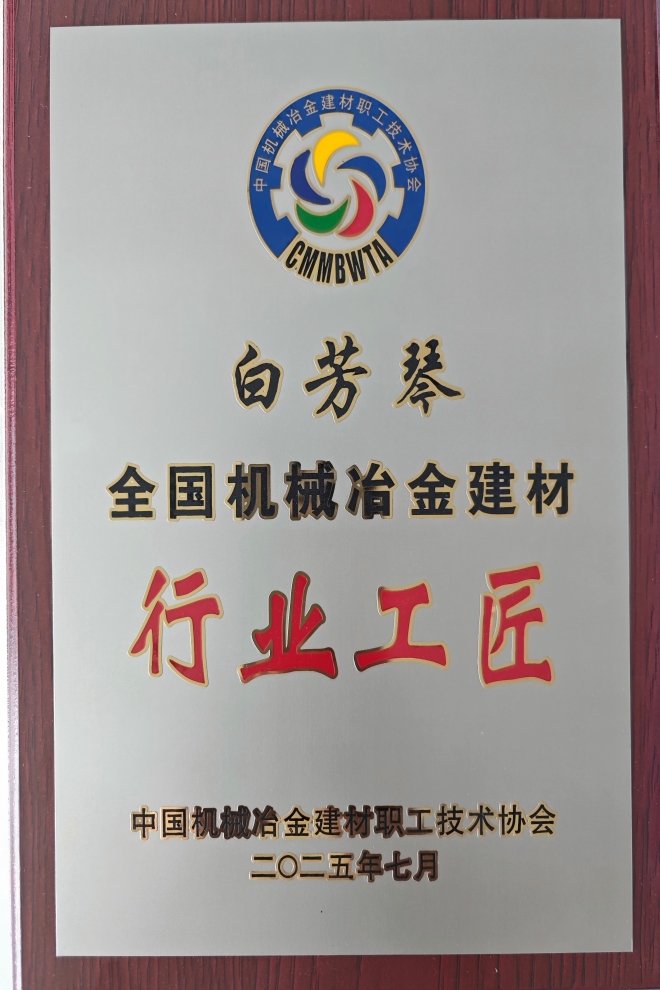 中国机械冶金建材职工技术协会
CMMBWTA
白芳琴
全国机械冶金建材
行业工匠
中国机械冶金建材职工技术协会
二〇二五年七月